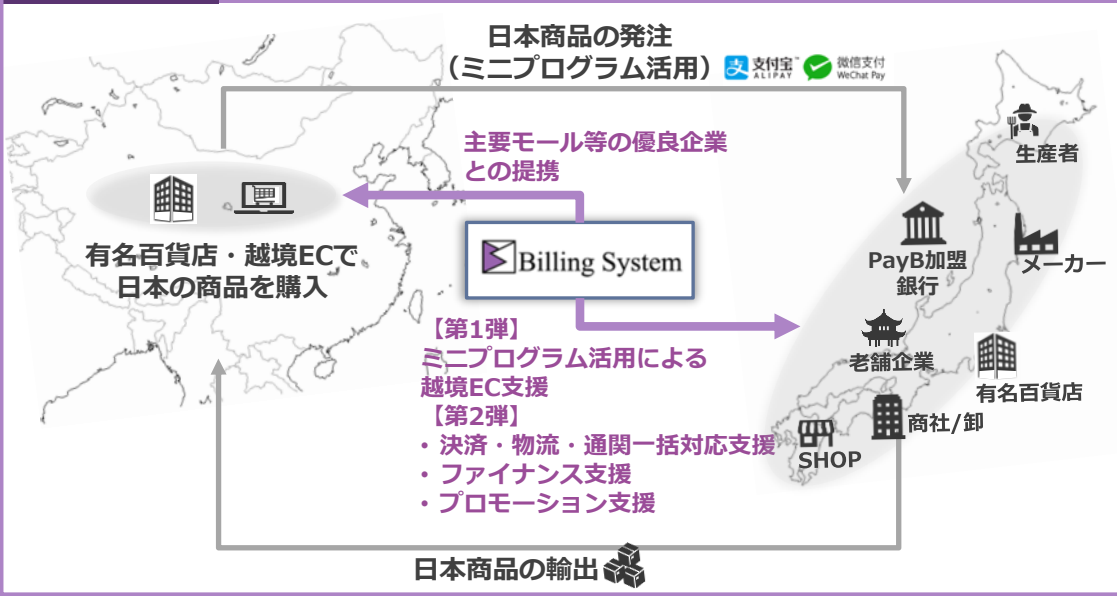 日本商品の発注
（ミニプログラム活用）
支付宝™
ALIPAY
微信支付
WeChat Pay
主要モール等の優良企業
との提携
有名百貨店・越境ECで
日本の商品を購入
Billing System
【第1弾】
ミニプログラム活用による
越境EC支援
【第2弾】
・決済・物流・通関一括対応支援
・ファイナンス支援
・プロモーション支援
生産者
PayB加盟
銀行
メーカー
老舗企業
有名百貨店
商社/卸
SHOP
日本商品の輸出